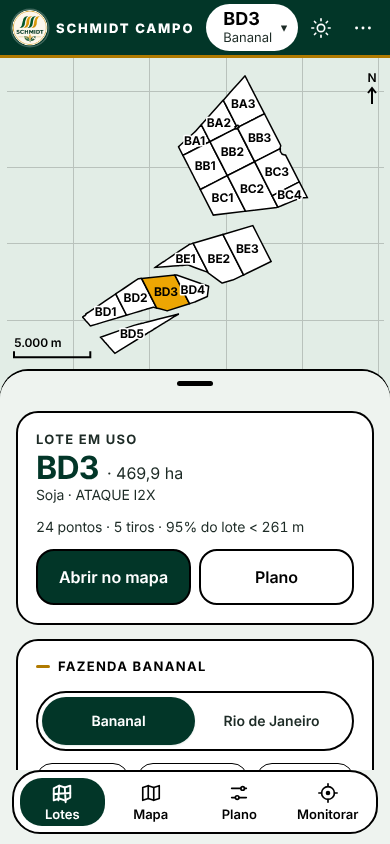 SCHMIDT
SCHMIDT CAMPO
BD3
Bananal
N
BA3
BA2
BA1
BB3
BB2
BB1
BC3
BC2
BC4
BC1
BE3
BE2
BE1
BD4
BD3
BD2
BD1
BD5
5.000 m
LOTE EM USO
BD3 · 469,9 ha
Soja · ATAQUE I2X
24 pontos · 5 tiros · 95% do lote < 261 m
Abrir no mapa
Plano
FAZENDA BANANAL
Bananal
Rio de Janeiro
Lotes
Mapa
Plano
Monitorar